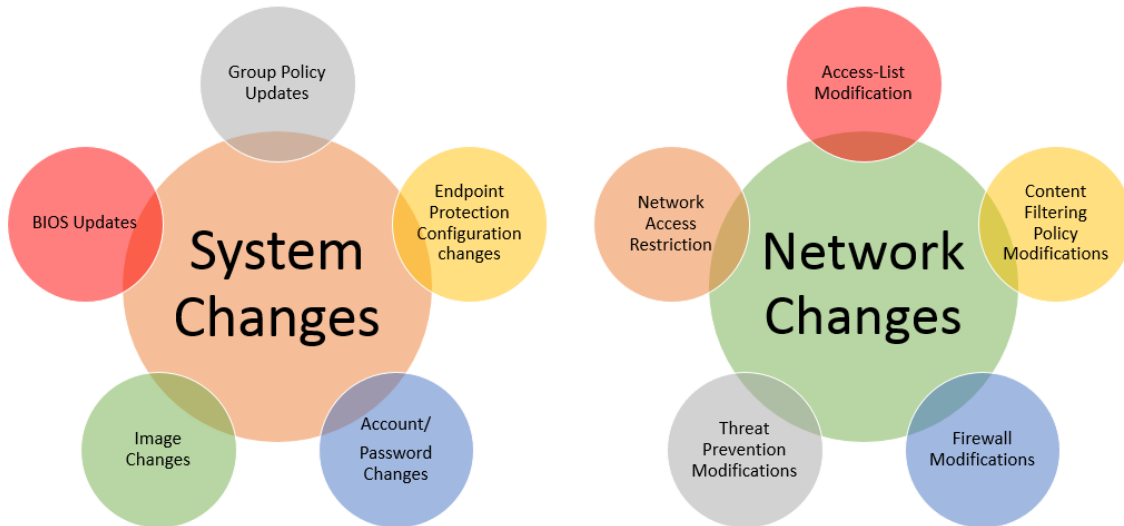 Group Policy
Updates
BIOS Updates
Endpoint
Protection
Configuration
changes
System
Changes
Image
Changes
Account/
Password
Changes
Access-List
Modification
Network
Access
Restriction
Content
Filtering
Policy
Modifications
Network
Changes
Threat
Prevention
Modifications
Firewall
Modifications